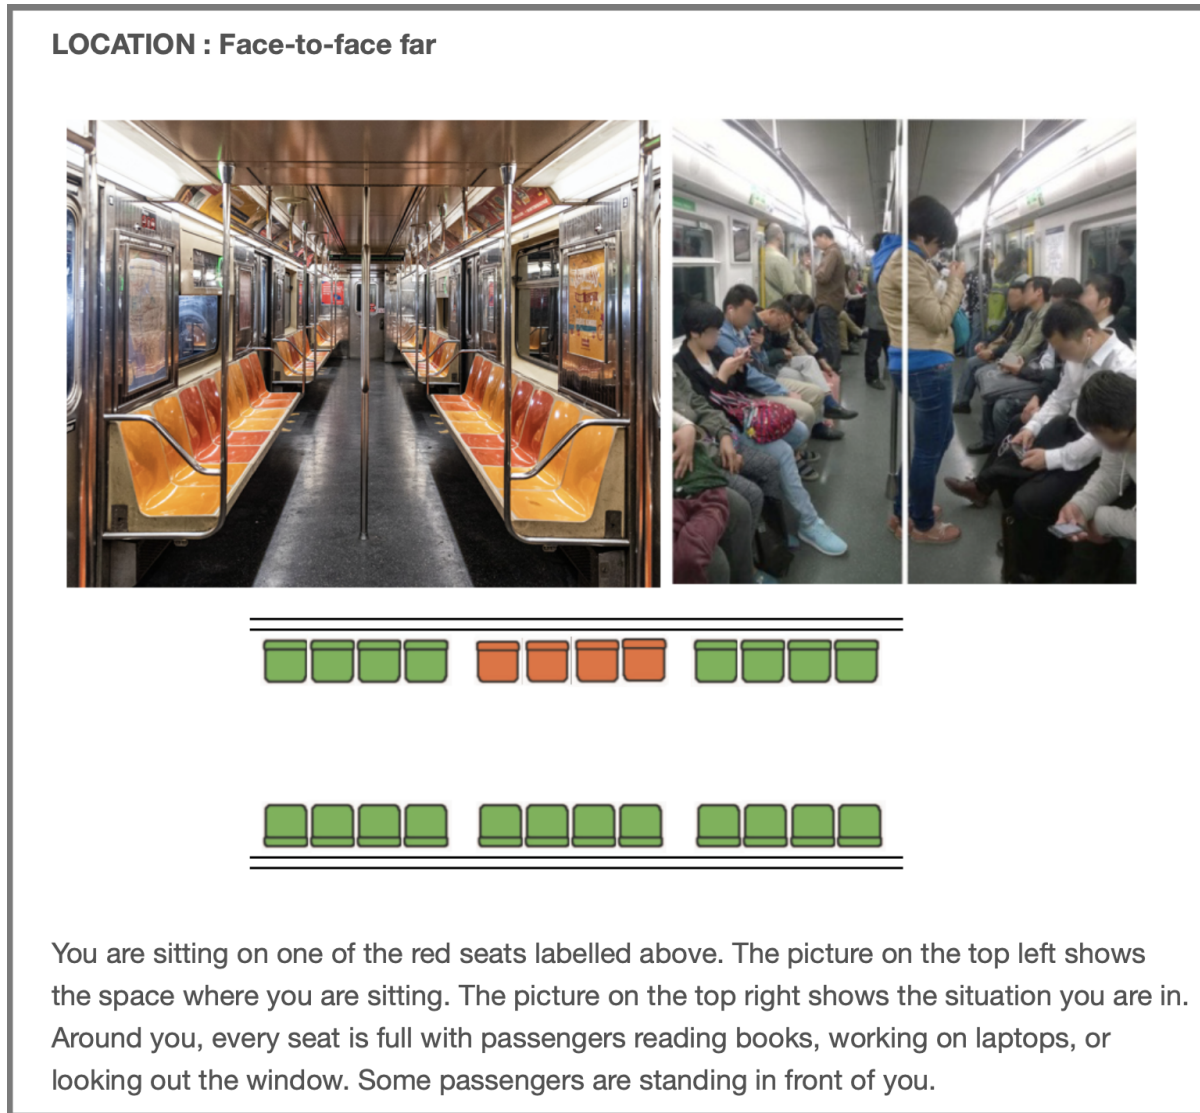 LOCATION : Face-to-face far
You are sitting on one of the red seats labelled above. The picture on the top left shows
the space where you are sitting. The picture on the top right shows the situation you are in.
Around you, every seat is full with passengers reading books, working on laptops, or
looking out the window. Some passengers are standing in front of you.